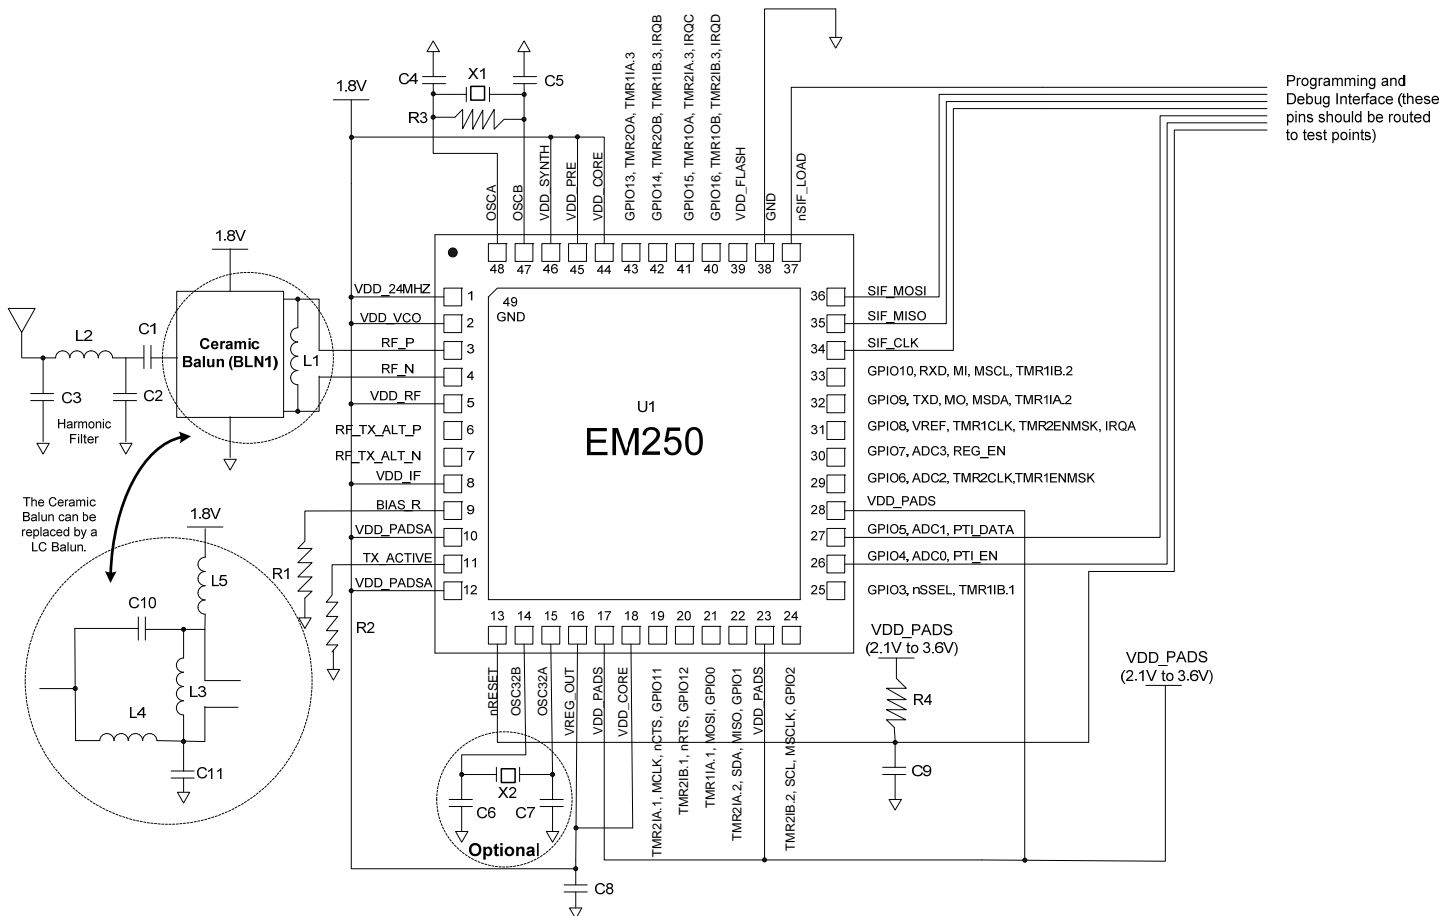 Programming and
Debug Interface (these
pins should be routed
to test points)
1.8V
C4
X1
C5
R3
OSCA
OSCB
VDD_SYNTH
VDD_PRE
VDD_CORE
GPIO13, TMR2OA, TMR1IA.3
GPIO14, TMR2OB, TMR1IB.3, IRQB
GPIO15, TMR1OA, TMR2IA.3, IRQC
GPIO16, TMR1OB, TMR2IB.3, IRQD
VDD_FLASH
GND
nSIF_LOAD
48
47
46
45
44
43
42
41
40
39
38
37
1.8V
L2
C1
Ceramic
Balun (BLN1)
L1
C3
C2
Harmonic
Filter
VDD_24MHZ
1
VDD_VCO
2
RF_P
3
RF_N
4
VDD_RF
5
RF_TX_ALT_P
6
RF_TX_ALT_N
7
VDD_IF
8
BIAS_R
9
VDD_PADSA
10
TX_ACTIVE
11
VDD_PADSA
12
49
GND
U1
EM250
36
SIF_MOSI
35
SIF_MISO
34
SIF_CLK
33
GPIO10, RXD, MI, MSCL, TMR1IB.2
32
GPIO9, TXD, MO, MSDA, TMR1IA.2
31
GPIO8, VREF, TMR1CLK, TMR2ENMSK, IRQA
30
GPIO7, ADC3, REG_EN
29
GPIO6, ADC2, TMR2CLK,TMR1ENMSK
28
VDD_PADS
27
GPIO5, ADC1, PTI_DATA
26
GPIO4, ADC0, PTI_EN
25
GPIO3, nSSEL, TMR1IB.1
The Ceramic
Balun can be
replaced by a
LC Balun.
1.8V
L5
C10
L3
L4
C11
R1
R2
13
14
15
16
17
18
19
20
21
22
23
24
nRESET
OSC32B
OSC32A
VREG_OUT
VDD_PADS
VDD_CORE
TMR2IA.1, MCLK, nCTS, GPIO11
TMR2IB.1, nRTS, GPIO12
TMR1IA.1, MOSI, GPIO0
TMR2IA.2, SDA, MISO, GPIO1
VDD_PADS
TMR2IB.2, SCL, MSCLK, GPIO2
VDD_PADS
(2.1V to 3.6V)
R4
C9
VDD_PADS
(2.1V to 3.6V)
X2
C6
C7
Optional
C8